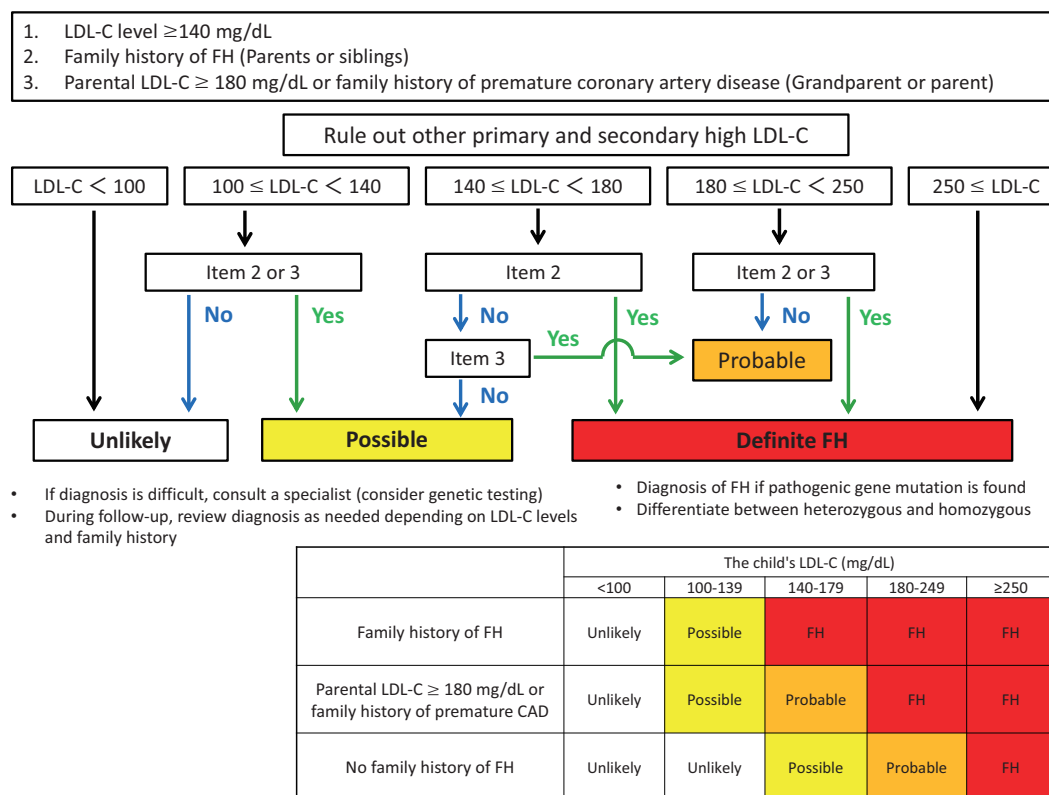 1. LDL-C level ≥140 mg/dL
2. Family history of FH (Parents or siblings)
3. Parental LDL-C ≥ 180 mg/dL or family history of premature coronary artery disease (Grandparent or parent)
Rule out other primary and secondary high LDL-C
LDL-C < 100
100 ≤ LDL-C < 140
140 ≤ LDL-C < 180
180 ≤ LDL-C < 250
250 ≤ LDL-C
Item 2 or 3
Item 2
Item 2 or 3
No
Yes
No
Yes
No
Yes
Item 3
Yes
Probable
No
Unlikely
Possible
Definite FH
• If diagnosis is difficult, consult a specialist (consider genetic testing)
• During follow-up, review diagnosis as needed depending on LDL-C levels
and family history
• Diagnosis of FH if pathogenic gene mutation is found
• Differentiate between heterozygous and homozygous
The child's LDL-C (mg/dL)
<100 100-139 140-179 180-249 ≥250
Family history of FH Unlikely Possible FH FH FH
Parental LDL-C ≥ 180 mg/dL or
family history of premature CAD Unlikely Possible Probable FH FH
No family history of FH Unlikely Unlikely Possible Probable FH